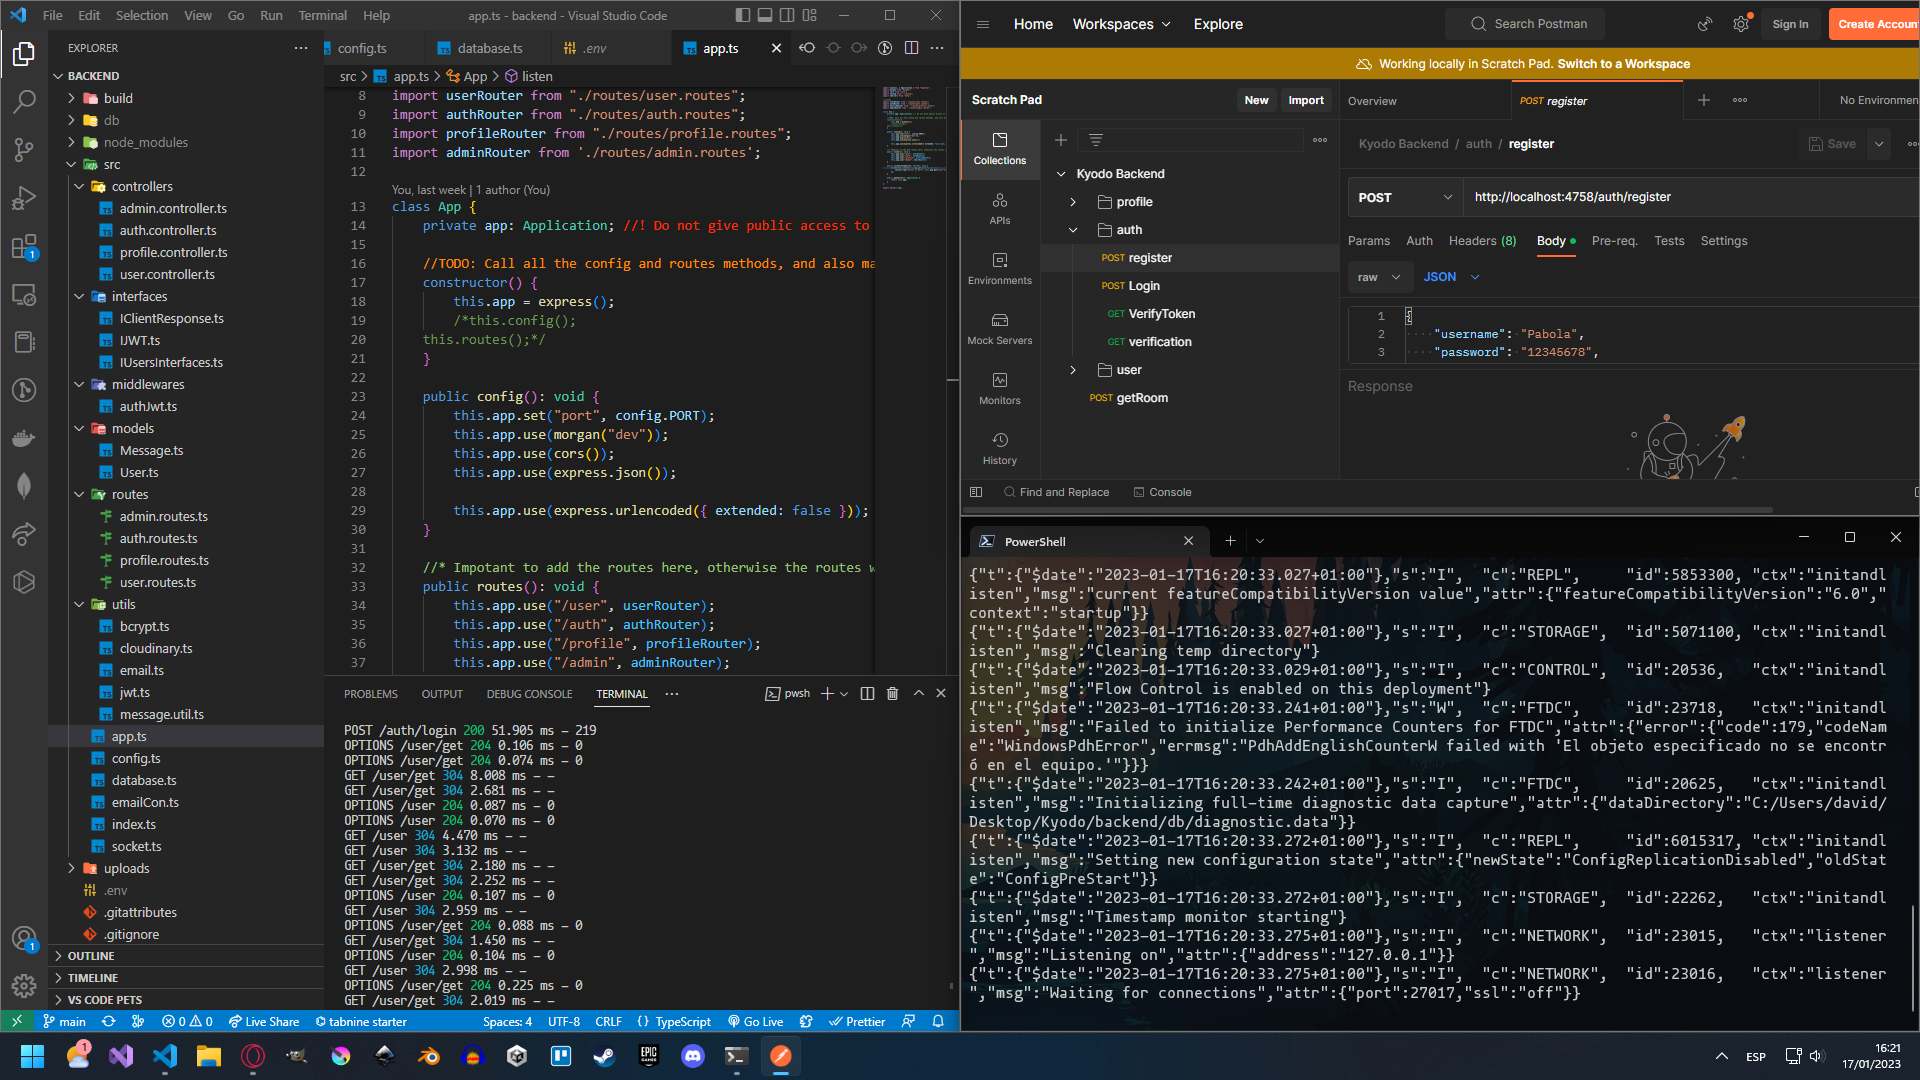 File Edit Selection View Go Run Terminal Help
app.ts - backend - Visual Studio Code
EXPLORER
BACKEND
build
db
node_modules
src
controllers
admin.controller.ts
auth.controller.ts
profile.controller.ts
user.controller.ts
interfaces
IClientResponse.ts
IJWT.ts
IUsersInterfaces.ts
middlewares
authJwt.ts
models
Message.ts
User.ts
routes
admin.routes.ts
auth.routes.ts
profile.routes.ts
user.routes.ts
utils
bcrypt.ts
cloudinary.ts
email.ts
jwt.ts
message.util.ts
app.ts
config.ts
database.ts
emailCon.ts
index.ts
socket.ts
uploads
.env
.gitattributes
.gitignore
OUTLINE
TIMELINE
VS CODE PETS
1
1
config.ts database.ts .env app.ts
src > app.ts > App > listen
8 import userRouter from "./routes/user.routes";
9 import authRouter from "./routes/auth.routes";
10 import profileRouter from "./routes/profile.routes";
11 import adminRouter from './routes/admin.routes';
12
You, last week | 1 author (You)
13 class App {
14 private app: Application; //! Do not give public access to
15
16 //TODO: Call all the config and routes methods, and also ma
17 constructor() {
18 this.app = express();
19 /*this.config();
20 this.routes();*/
21 }
22
23 public config(): void {
24 this.app.set("port", config.PORT);
25 this.app.use(morgan("dev"));
26 this.app.use(cors());
27 this.app.use(express.json());
28
29 this.app.use(express.urlencoded({ extended: false }));
30 }
31
32 //* Impotant to add the routes here, otherwise the routes w
33 public routes(): void {
34 this.app.use("/user", userRouter);
35 this.app.use("/auth", authRouter);
36 this.app.use("/profile", profileRouter);
37 this.app.use("/admin", adminRouter);
PROBLEMS OUTPUT DEBUG CONSOLE TERMINAL
pwsh
POST /auth/login 200 51.905 ms - 219
OPTIONS /user/get 204 0.106 ms - 0
OPTIONS /user/get 204 0.074 ms - 0
GET /user/get 304 8.008 ms - -
GET /user/get 304 2.681 ms - -
OPTIONS /user 204 0.087 ms - 0
OPTIONS /user 204 0.070 ms - 0
GET /user 304 4.470 ms - -
GET /user 304 3.132 ms - -
GET /user/get 304 2.180 ms - -
GET /user/get 304 2.252 ms - -
OPTIONS /user 204 0.107 ms - 0
GET /user 304 2.959 ms - -
OPTIONS /user/get 204 0.088 ms - 0
GET /user/get 304 1.450 ms - -
OPTIONS /user 204 0.104 ms - 0
GET /user 304 2.998 ms - -
OPTIONS /user/get 204 0.225 ms - 0
GET /user/get 304 2.019 ms - -
main 0 0 Live Share tabnine starter Spaces: 4 UTF-8 CRLF {} TypeScript Go Live Prettier
Home Workspaces Explore
Search Postman
Sign In Create Accoun
Working locally in Scratch Pad. Switch to a Workspace
Scratch Pad New Import
Overview POST register No Environmen
Collections
APIs
Environments
Mock Servers
Monitors
History
Kyodo Backend
profile
auth
POST register
POST Login
GET VerifyToken
GET verification
user
POST getRoom
Kyodo Backend / auth / register
Save
POST http://localhost:4758/auth/register
Params Auth Headers (8) Body Pre-req. Tests Settings
raw JSON
1 {
2 "username": "Pabola",
3 "password": "12345678",
Response
Find and Replace Console
PowerShell
{"t":{"$date":"2023-01-17T16:20:33.027+01:00"},"s":"I", "c":"REPL", "id":5853300, "ctx":"initandl
isten","msg":"current featureCompatibilityVersion value","attr":{"featureCompatibilityVersion":"6.0","
context":"startup"}}
{"t":{"$date":"2023-01-17T16:20:33.027+01:00"},"s":"I", "c":"STORAGE", "id":5071100, "ctx":"initandl
isten","msg":"Clearing temp directory"}
{"t":{"$date":"2023-01-17T16:20:33.029+01:00"},"s":"I", "c":"CONTROL", "id":20536, "ctx":"initandl
isten","msg":"Flow Control is enabled on this deployment"}
{"t":{"$date":"2023-01-17T16:20:33.241+01:00"},"s":"W", "c":"FTDC", "id":23718, "ctx":"initandl
isten","msg":"Failed to initialize Performance Counters for FTDC","attr":{"error":{"code":179,"codeNam
e":"WindowsPdhError","errmsg":"PdhAddEnglishCounterW failed with 'El objeto especificado no se encontr
ó en el equipo.'"}}}
{"t":{"$date":"2023-01-17T16:20:33.242+01:00"},"s":"I", "c":"FTDC", "id":20625, "ctx":"initandl
isten","msg":"Initializing full-time diagnostic data capture","attr":{"dataDirectory":"C:/Users/david/
Desktop/Kyodo/backend/db/diagnostic.data"}}
{"t":{"$date":"2023-01-17T16:20:33.272+01:00"},"s":"I", "c":"REPL", "id":6015317, "ctx":"initandl
isten","msg":"Setting new configuration state","attr":{"newState":"ConfigReplicationDisabled","oldStat
e":"ConfigPreStart"}}
{"t":{"$date":"2023-01-17T16:20:33.272+01:00"},"s":"I", "c":"STORAGE", "id":22262, "ctx":"initandl
isten","msg":"Timestamp monitor starting"}
{"t":{"$date":"2023-01-17T16:20:33.275+01:00"},"s":"I", "c":"NETWORK", "id":23015, "ctx":"listener
","msg":"Listening on","attr":{"address":"127.0.0.1"}}
{"t":{"$date":"2023-01-17T16:20:33.275+01:00"},"s":"I", "c":"NETWORK", "id":23016, "ctx":"listener
","msg":"Waiting for connections","attr":{"port":27017,"ssl":"off"}}
1
EPIC GAMES
ESP
16:21
17/01/2023